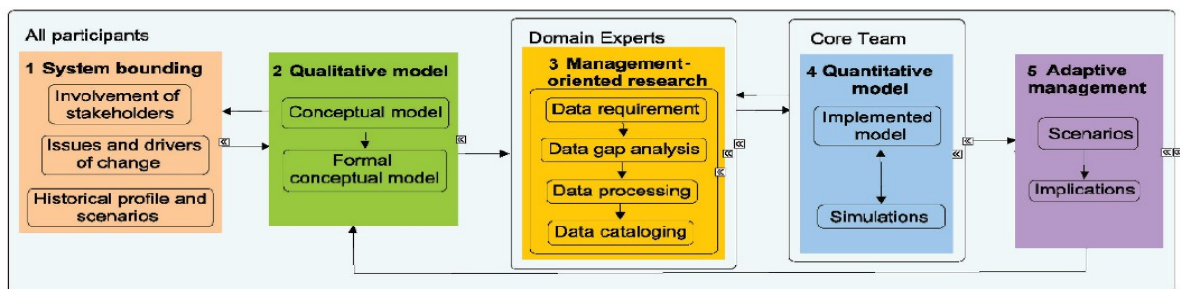 All participants
1 System bounding
Involvement of
stakeholders
Issues and drivers
of change
Historical profile and
scenarios
2 Qualitative model
Conceptual model
Formal
conceptual model
Domain Experts
3 Management-
oriented research
Data requirement
Data gap analysis
Data processing
Data cataloging
Core Team
4 Quantitative
model
Implemented
model
Simulations
5 Adaptive
management
Scenarios
Implications